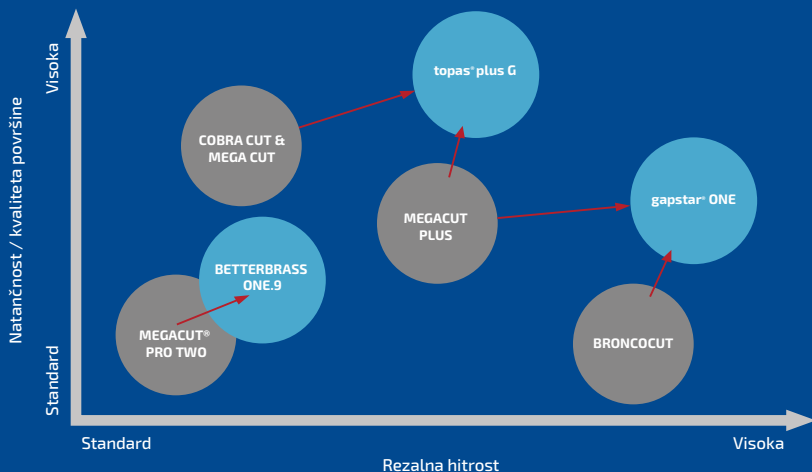 Natančnost / kvaliteta površine
Visoka
Standard
topas® plus G
COBRA CUT &
MEGA CUT
MEGACUT
PLUS
gapstar® ONE
BETTERBRASS
ONE.9
MEGACUT®
PRO TWO
BRONCOCUT
Standard
Visoka
Rezalna hitrost